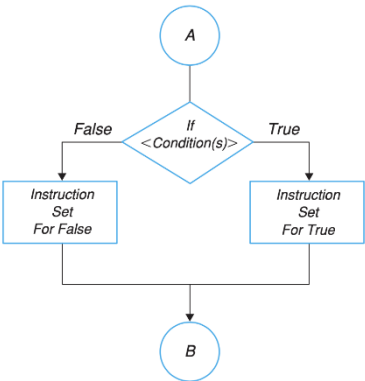 A
If
<Condition(s)>
False
True
Instruction
Set
For False
Instruction
Set
For True
B